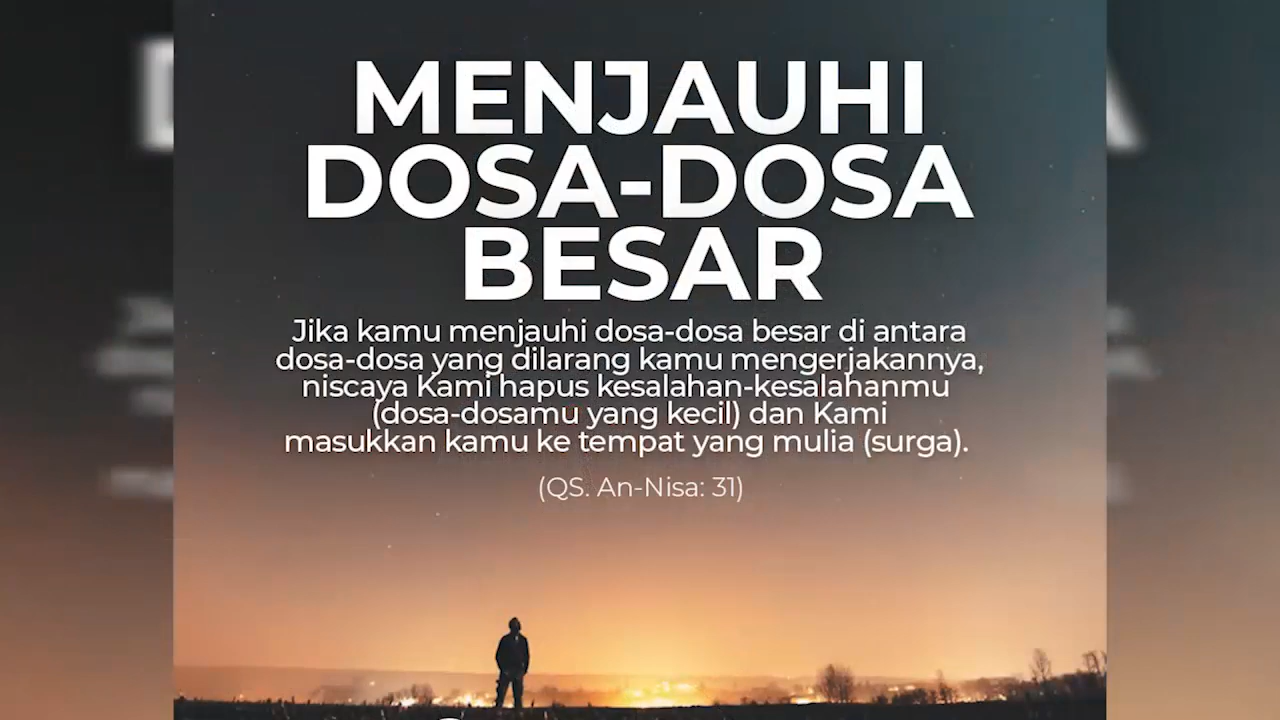 MENJAUHI
DOSA-DOSA
BESAR
Jika kamu menjauhi dosa-dosa besar di antara
dosa-dosa yang dilarang kamu mengerjakannya,
niscaya Kami hapus kesalahan-kesalahanmu
(dosa-dosamu yang kecil) dan Kami
masukkan kamu ke tempat yang mulia (surga).
(QS. An-Nisa: 31)